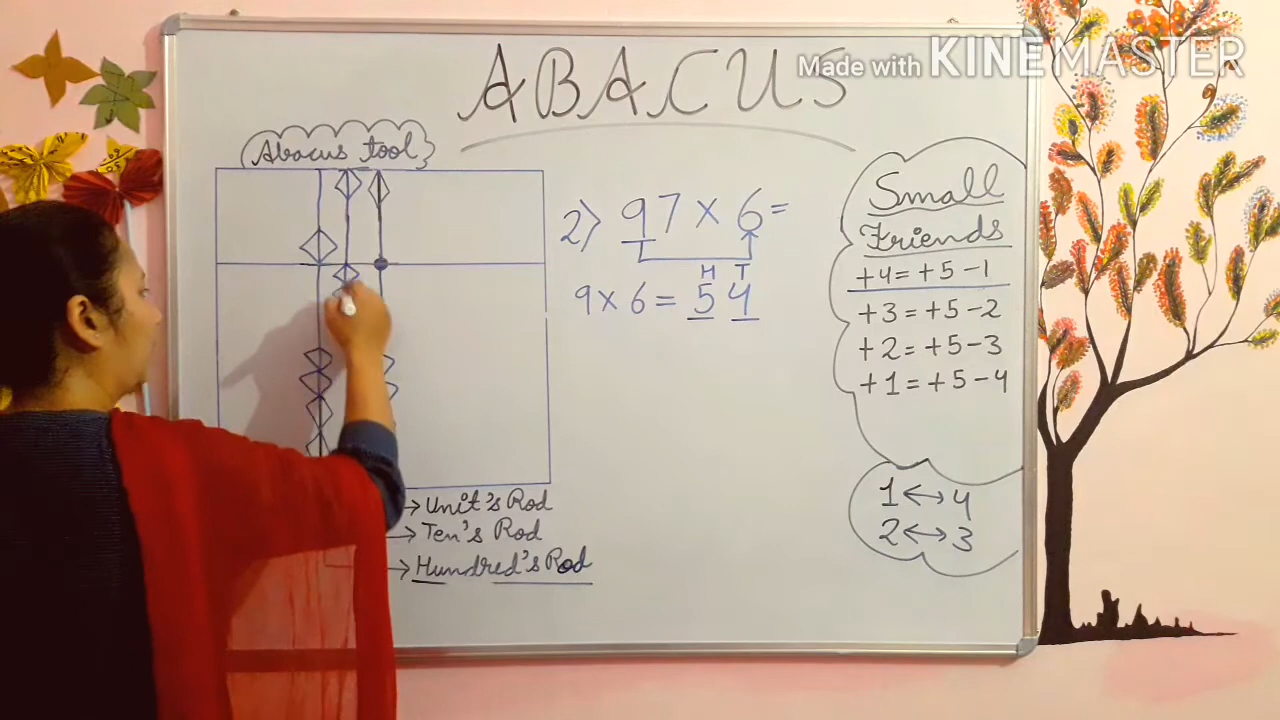 ABACUS
Made with KINEMASTER
Abacus tool
2) 97 × 6 =
H T
9 × 6 = 5 4
Unit's Rod
Ten's Rod
Hundred's Rod
Small
Friends
+4 = +5 -1
+3 = +5 -2
+2 = +5 -3
+1 = +5 -4
1 ↔ 4
2 ↔ 3